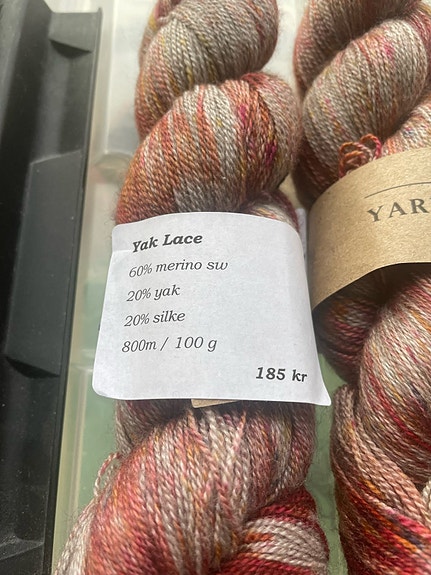 Yak Lace
60% merino sw
20% yak
20% silke
800m / 100 g
185 kr
YAR